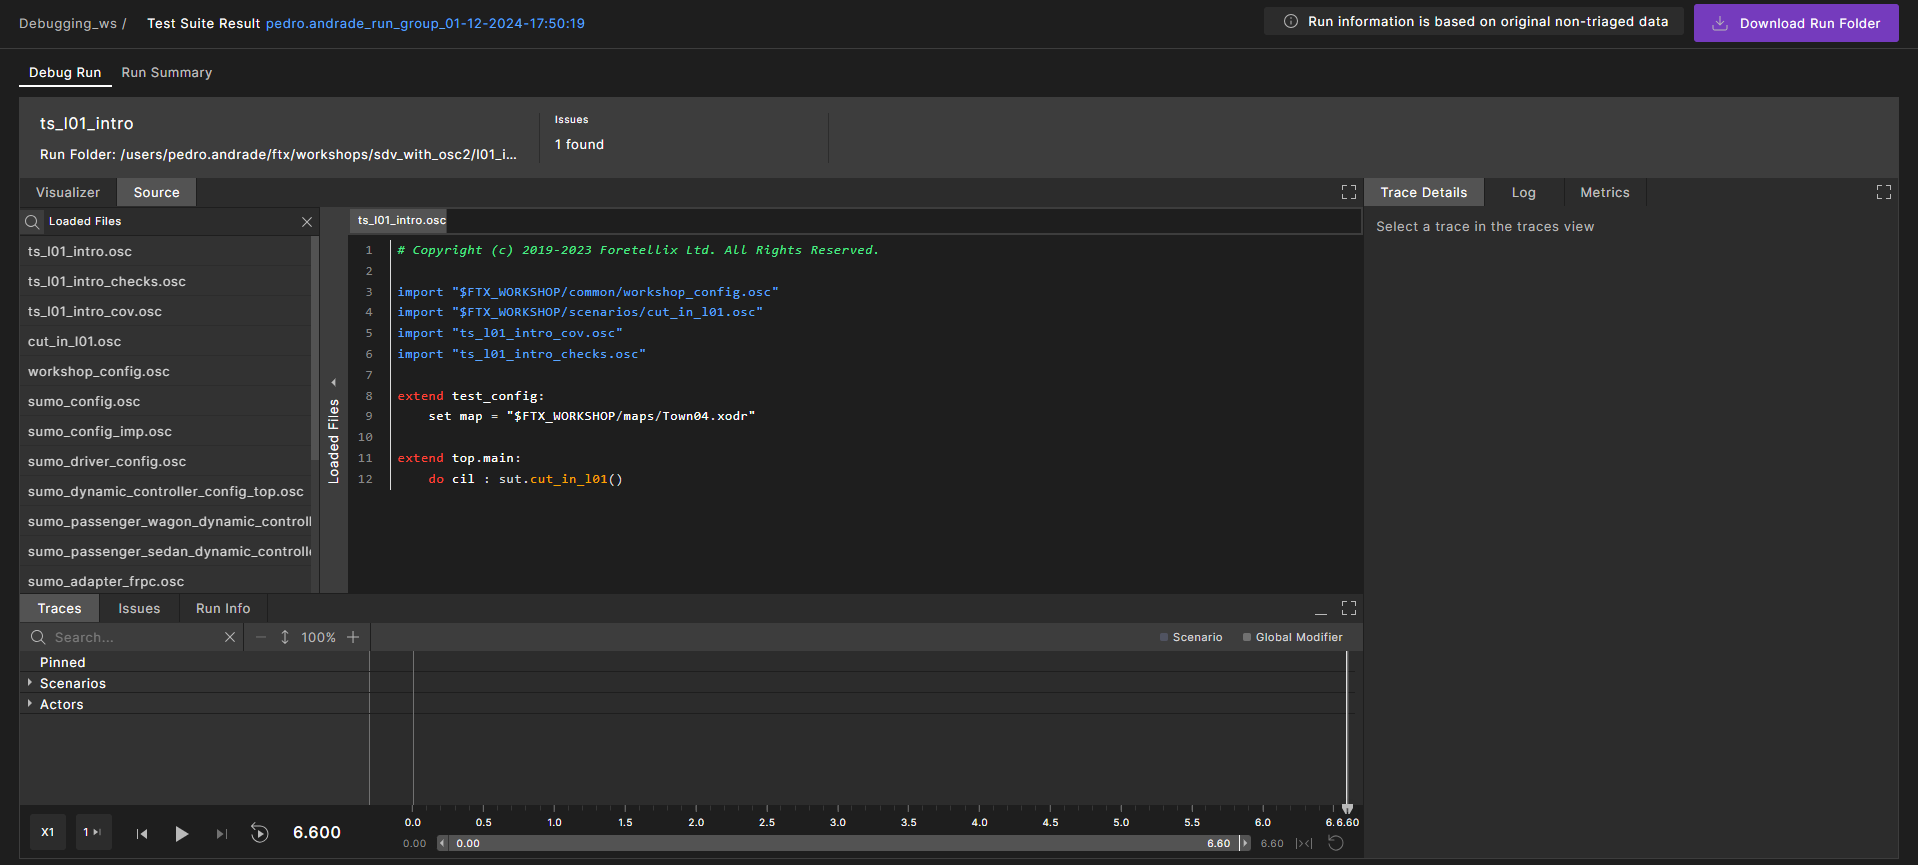 Debugging_ws / Test Suite Result pedro.andrade_run_group_01-12-2024-17:50:19
Run information is based on original non-triaged data
Download Run Folder
Debug Run Run Summary
ts_l01_intro
Run Folder: /users/pedro.andrade/ftx/workshops/sdv_with_osc2/l01_i...
Issues
1 found
Visualizer Source
Loaded Files
ts_l01_intro.osc
ts_l01_intro_checks.osc
ts_l01_intro_cov.osc
cut_in_l01.osc
workshop_config.osc
sumo_config.osc
sumo_config_imp.osc
sumo_driver_config.osc
sumo_dynamic_controller_config_top.osc
sumo_passenger_wagon_dynamic_controll
sumo_passenger_sedan_dynamic_controlle
sumo_adapter_frpc.osc
Loaded Files
ts_l01_intro.osc
1 # Copyright (c) 2019-2023 Foretellix Ltd. All Rights Reserved.
2
3 import "$FTX_WORKSHOP/common/workshop_config.osc"
4 import "$FTX_WORKSHOP/scenarios/cut_in_l01.osc"
5 import "ts_l01_intro_cov.osc"
6 import "ts_l01_intro_checks.osc"
7
8 extend test_config:
9 set map = "$FTX_WORKSHOP/maps/Town04.xodr"
10
11 extend top.main:
12 do cil : sut.cut_in_l01()
Trace Details Log Metrics
Select a trace in the traces view
Traces Issues Run Info
Search... 100%
Scenario Global Modifier
Pinned
Scenarios
Actors
X1 1 6.600
0.0 0.5 1.0 1.5 2.0 2.5 3.0 3.5 4.0 4.5 5.0 5.5 6.0 6.6.60
0.00 0.00 6.60 6.60